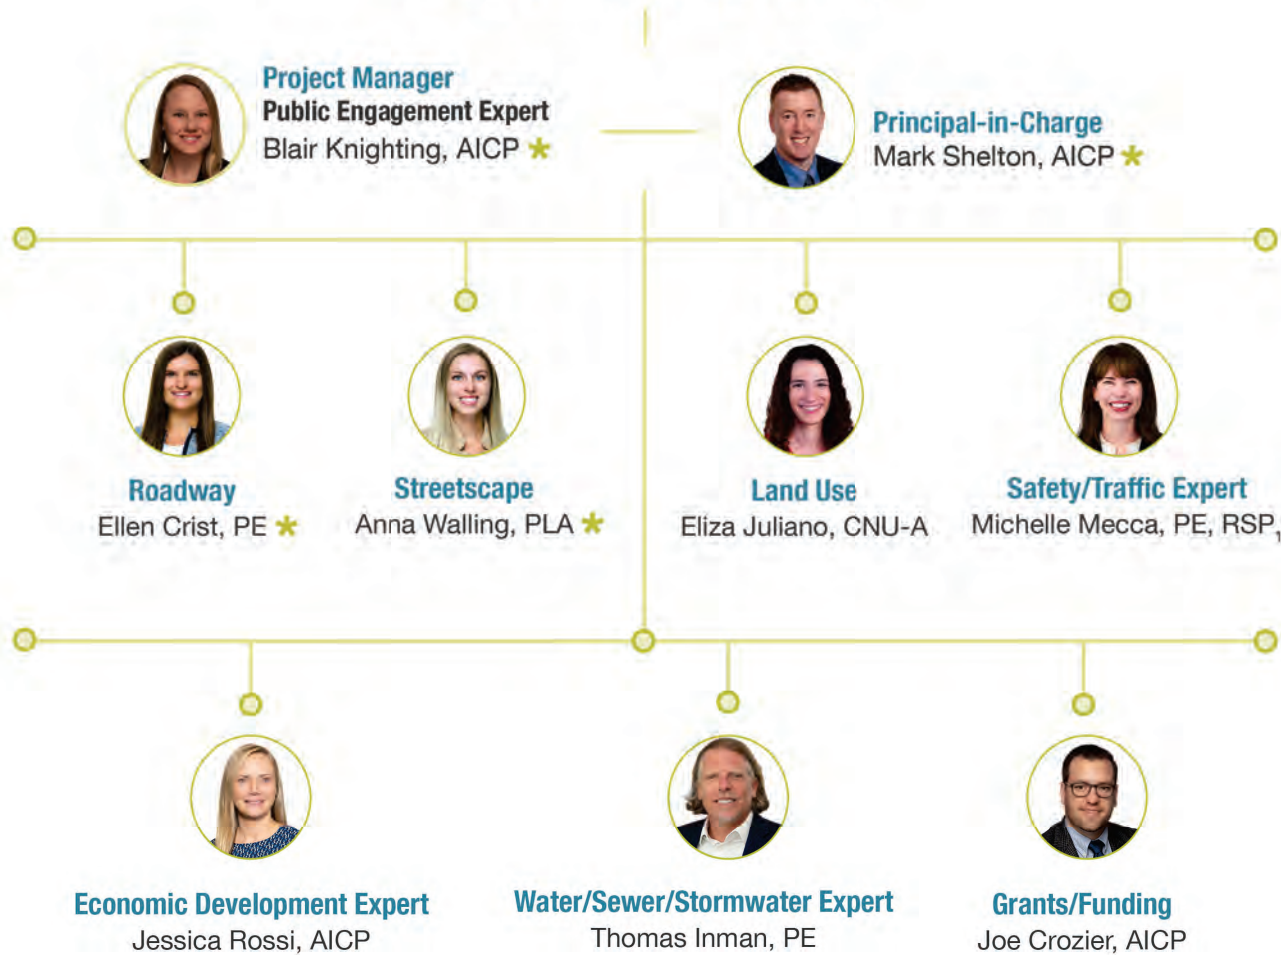 Project Manager
Public Engagement Expert
Blair Knighting, AICP *
Principal-in-Charge
Mark Shelton, AICP *
Roadway
Ellen Crist, PE *
Streetscape
Anna Walling, PLA *
Land Use
Eliza Juliano, CNU-A
Safety/Traffic Expert
Michelle Mecca, PE, RSP₁
Economic Development Expert
Jessica Rossi, AICP
Water/Sewer/Stormwater Expert
Thomas Inman, PE
Grants/Funding
Joe Crozier, AICP